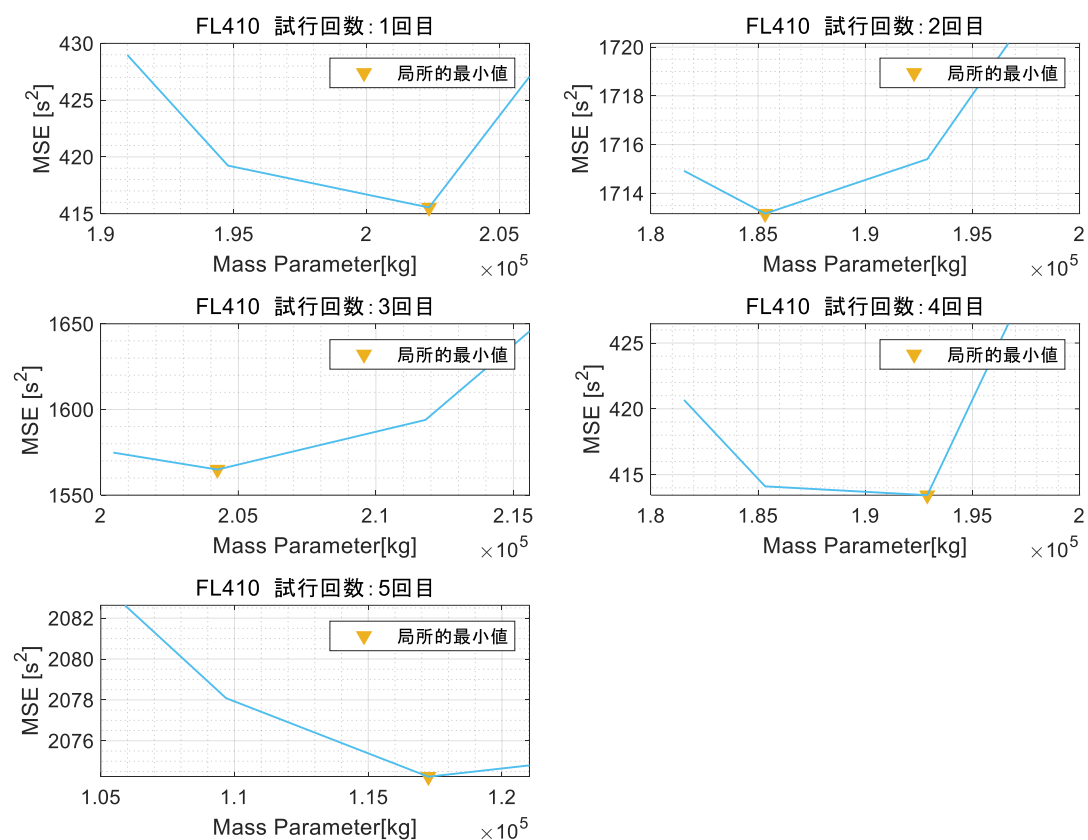 FL410 試行回数:1回目
430
425
420
415
MSE [s²]
局所的最小値
1.9
1.95
2
2.05
Mass Parameter[kg]
×10⁵
FL410 試行回数:2回目
1720
1718
1716
1714
MSE [s²]
局所的最小値
1.8
1.85
1.9
1.95
2
Mass Parameter[kg]
×10⁵
FL410 試行回数:3回目
1650
1600
1550
MSE [s²]
局所的最小値
2
2.05
2.1
2.15
Mass Parameter[kg]
×10⁵
FL410 試行回数:4回目
425
420
415
MSE [s²]
局所的最小値
1.8
1.85
1.9
1.95
2
Mass Parameter[kg]
×10⁵
FL410 試行回数:5回目
2082
2080
2078
2076
MSE [s²]
局所的最小値
1.05
1.1
1.15
1.2
Mass Parameter[kg]
×10⁵